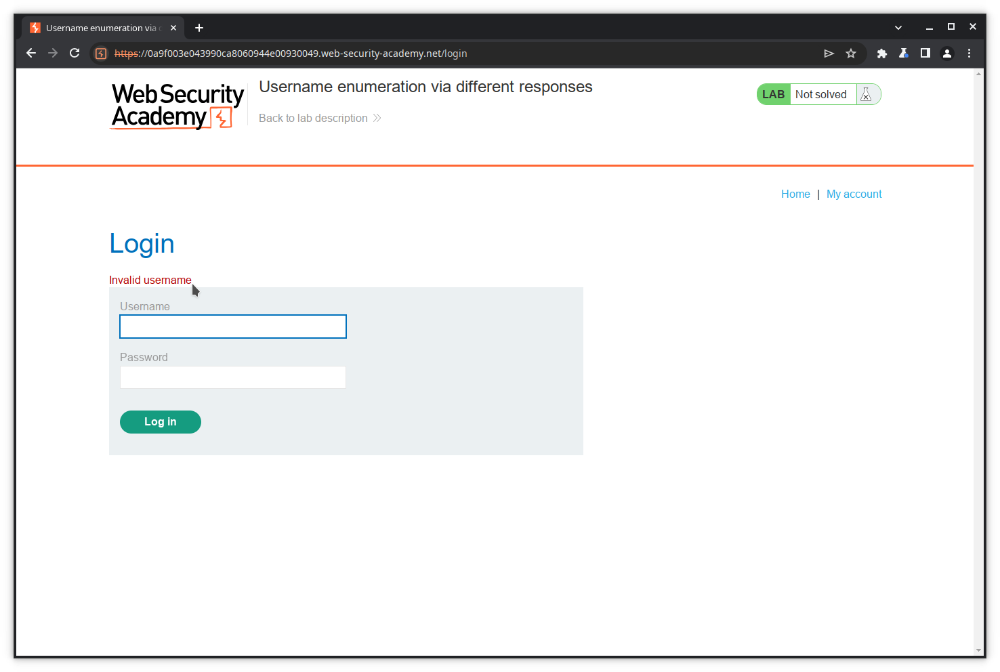 Username enumeration via
https://0a9f003e043990ca8060944e00930049.web-security-academy.net/login
Web Security
Academy
Username enumeration via different responses
Back to lab description
LAB Not solved
Home | My account
Login
Invalid username
Username
Password
Log in